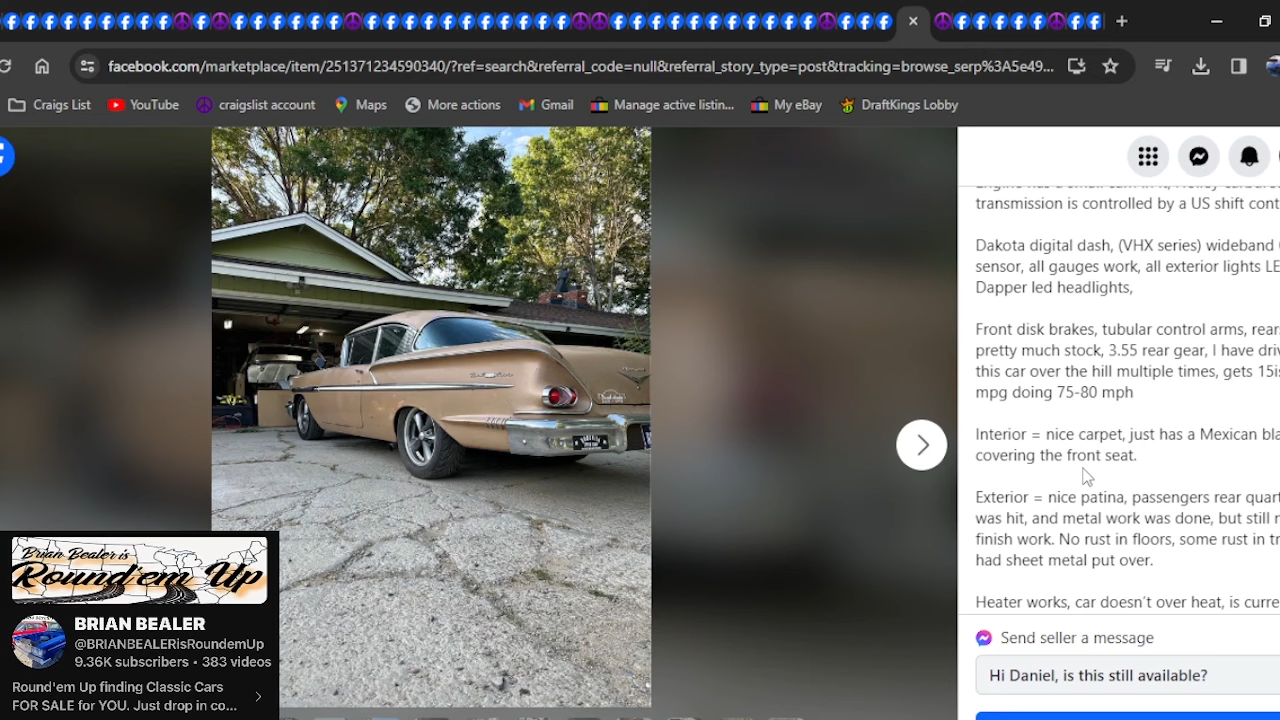 facebook.com/marketplace/item/251371234590340/?ref=search&referral_code=null&referral_story_type=post&tracking=browse_serp%3A5e49...
Craigs List YouTube craigslist account Maps More actions Gmail Manage active listin... My eBay DraftKings Lobby
transmission is controlled by a US shift cont
Dakota digital dash, (VHX series) wideband
sensor, all gauges work, all exterior lights LE
Dapper led headlights,
Front disk brakes, tubular control arms, rear
pretty much stock, 3.55 rear gear, I have driv
this car over the hill multiple times, gets 15is
mpg doing 75-80 mph
Interior = nice carpet, just has a Mexican bla
covering the front seat.
Exterior = nice patina, passengers rear quart
was hit, and metal work was done, but still n
finish work. No rust in floors, some rust in tr
had sheet metal put over.
Heater works, car doesn't over heat, is curre
Send seller a message
Hi Daniel, is this still available?
Brian Bealer is
Round'em Up
BRIAN BEALER
@BRIANBEALERisRoundemUp
9.36K subscribers • 383 videos
Round'em Up finding Classic Cars
FOR SALE for YOU. Just drop in co...